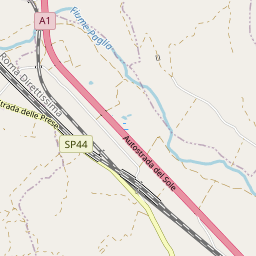 Fiume Paglia
A1
Roma Direttissima
Strada delle Prese
SP44
Autostrada del Sole